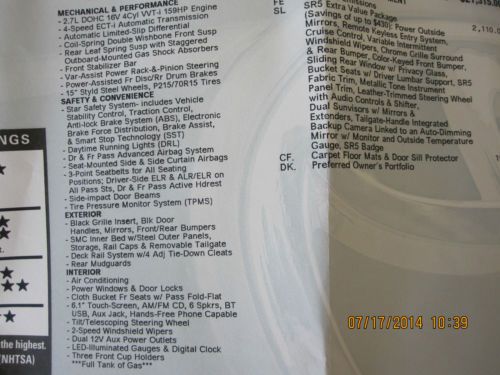 MECHANICAL & PERFORMANCE
- 2.7L DOHC 16V 4Cyl VVT-i 159HP Engine
- 4-Speed ECT-i Automatic Transmission
- Automatic Limited-Slip Differential
- Coil-Spring Double Wishbone Front Susp
- Rear Leaf Spring Susp with Staggered
Outboard-Mounted Gas Shock Absorbers
- Front Stabilizer Bar
- Var-Assist Power Rack-&-Pinion Steering
- Power-Assisted Fr Disc/Rr Drum Brakes
- 15" Styld Steel Wheels, P215/70R15 Tires
SAFETY & CONVENIENCE
- Star Safety System- includes Vehicle
Stability Control, Traction Control,
Anti-lock Brake System (ABS), Electronic
Brake Force Distribution, Brake Assist,
& Smart Stop Technology (SST)
- Daytime Running Lights (DRL)
- Dr & Fr Pass Advanced Airbag System
- Seat-Mounted Side & Side Curtain Airbags
- 3-Point Seatbelts for All Seating
Positions; Driver-Side ELR & ALR/ELR on
All Pass Sts, Dr & Fr Pass Active Hdrest
- Side-impact Door Beams
- Tire Pressure Monitor System (TPMS)
EXTERIOR
- Black Grille Insert, Blk Door
Handles, Mirrors, Front/Rear Bumpers
- SMC Inner Bed w/Steel Outer Panels,
Storage, Rail Caps & Removable Tailgate
- Deck Rail System w/4 Adj Tie-Down Cleats
- Rear Mudguards
INTERIOR
- Air Conditioning
- Power Windows & Door Locks
- Cloth Bucket Fr Seats w/ Pass Fold-Flat
- 6.1" Touch-Screen, AM/FM CD, 6 Spkrs, BT
USB, Aux Jack, Hands-Free Phone Capable
- Tilt/Telescoping Steering Wheel
- 2-Speed Windshield Wipers
- Dual 12V Aux Power Outlets
- LED-Illuminated Gauges & Digital Clock
- Three Front Cup Holders
***Full Tank of Gas***
FE
SL SR5 Extra Value Package 2,110.0
(Savings of up to $430): Power Outside
Mirrors, Remote Keyless Entry System,
Windshield Wipers, Chrome Grille Surround
& Rear Bumper, Color-Keyed Front Bumper,
Sliding Rear Window w/ Privacy Glass,
Bucket Seats w/ Driver Lumbar Support, SR5
Fabric Trim, Metallic Tone Instrument
Panel Trim, Leather-Trimmed Steering Wheel
with Audio Controls & Shifter,
Dual Sunvisors w/ Mirrors &
Extenders, Tailgate-Handle Integrated
Backup Camera Linked to an Auto-Dimming
Mirror w/ Monitor and Outside Temperature
Gauge, SR5 Badge
CF. Carpet Floor Mats & Door Sill Protector
DK. Preferred Owner's Portfolio
NGS
the highest.
(NHTSA)
07/17/2014 10:39